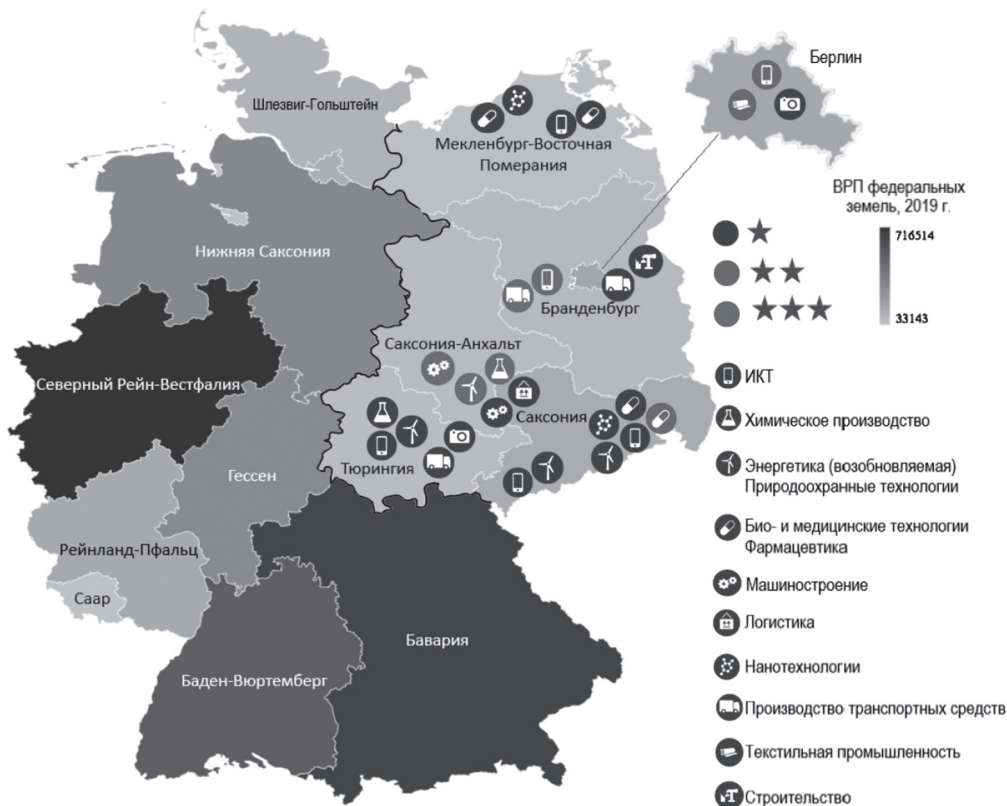 Берлин
Шлезвиг-Гольштейн
Мекленбург-Восточная
Померания
ВРП федеральных
земель, 2019 г.
716514
33143
Нижняя Саксония
Бранденбург
Саксония-Анхальт
Северный Рейн-Вестфалия
Саксония
Тюрингия
Гессен
Рейнланд-Пфальц
Саар
Бавария
Баден-Вюртемберг
ИКТ
Химическое производство
Энергетика (возобновляемая)
Природоохранные технологии
Био- и медицинские технологии
Фармацевтика
Машиностроение
Логистика
Нанотехнологии
Производство транспортных средств
Текстильная промышленность
Строительство